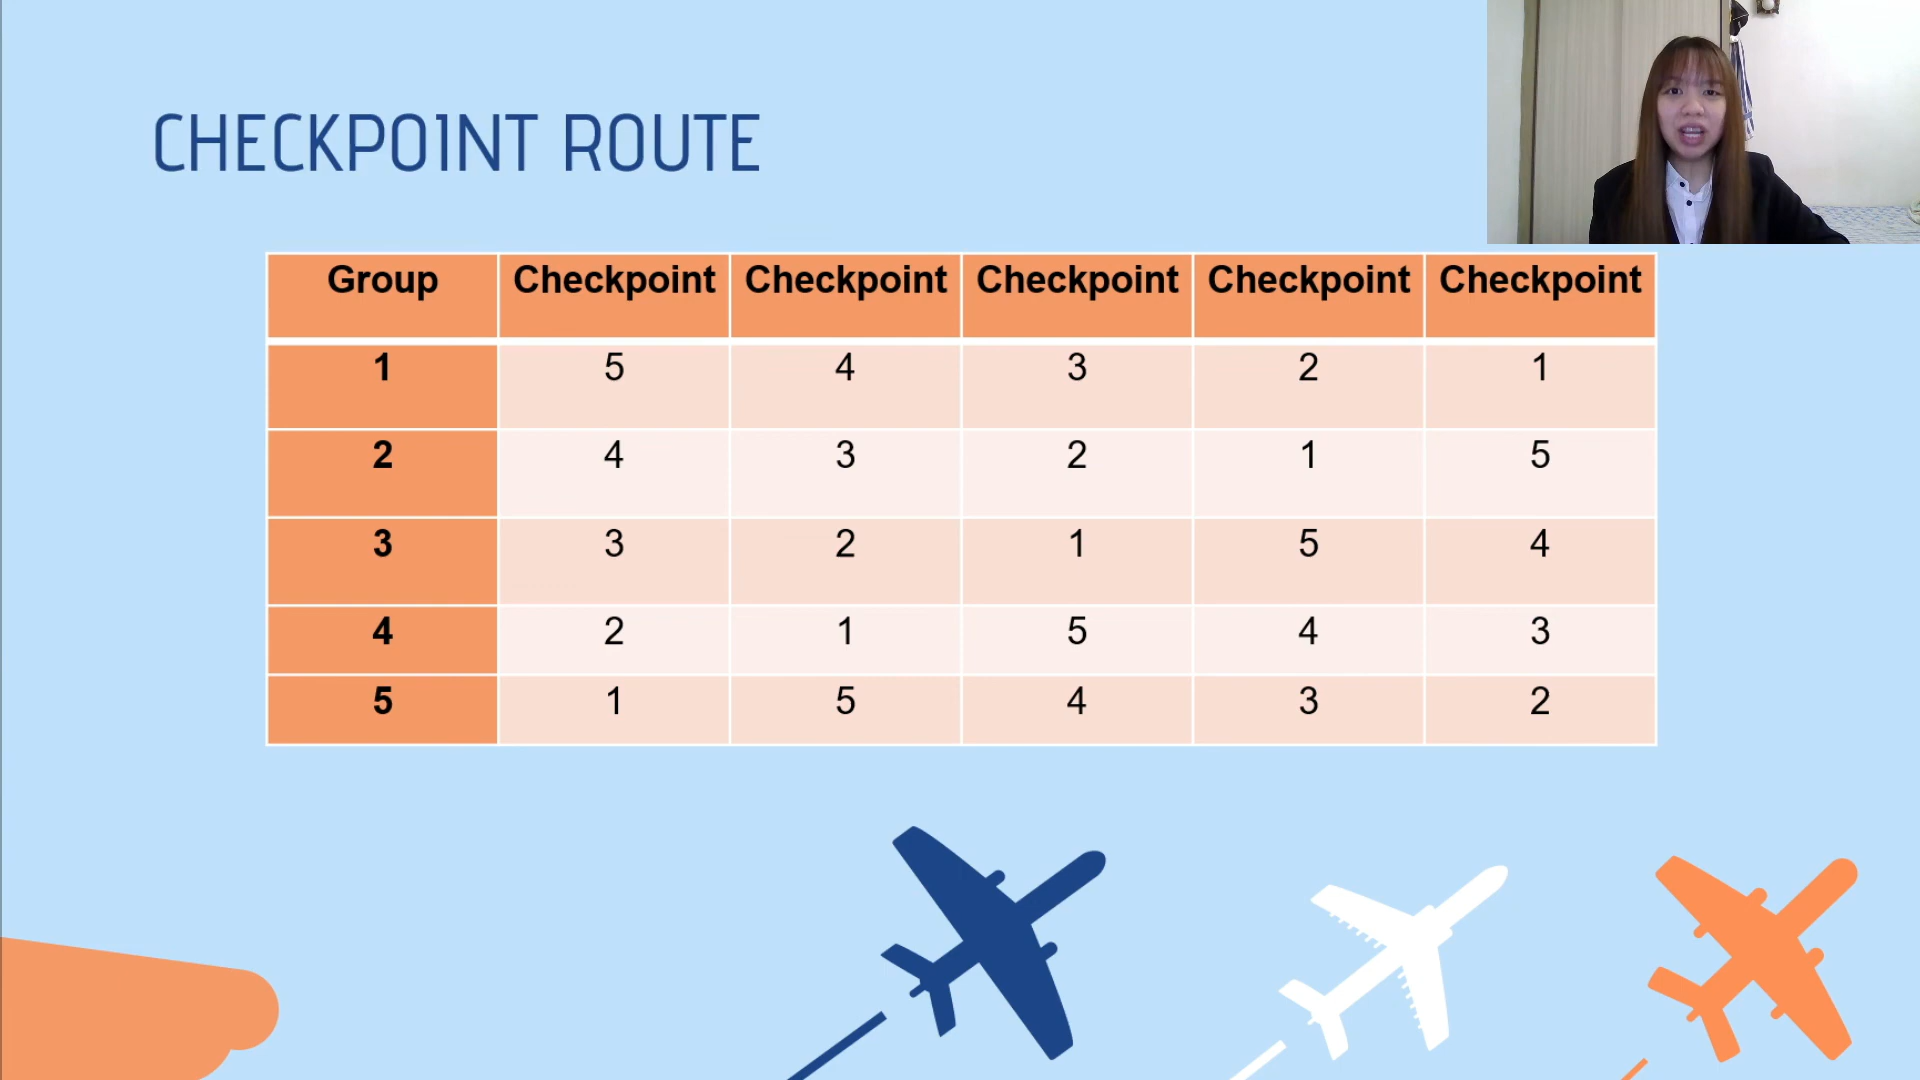 CHECKPOINT ROUTE
Group Checkpoint Checkpoint Checkpoint Checkpoint Checkpoint
1 5 4 3 2 1
2 4 3 2 1 5
3 3 2 1 5 4
4 2 1 5 4 3
5 1 5 4 3 2